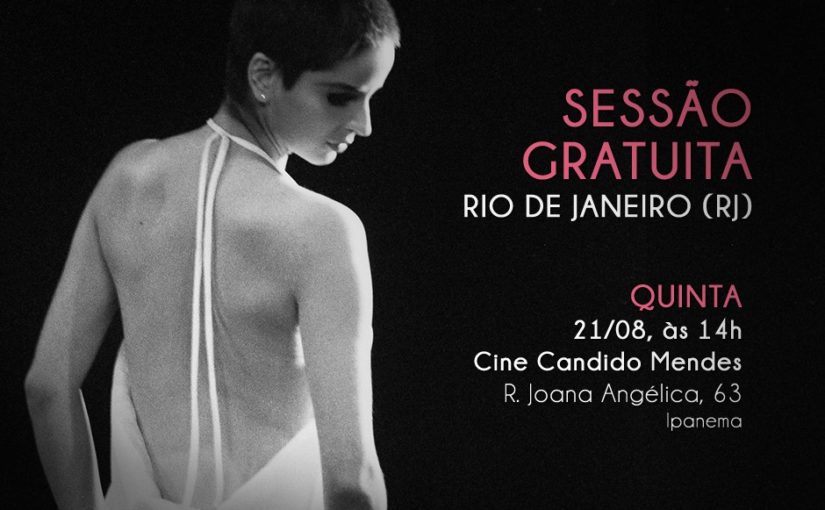 SESSÃO
GRATUITA
RIO DE JANEIRO (RJ)
QUINTA
21/08, às 14h
Cine Candido Mendes
R. Joana Angélica, 63
Ipanema